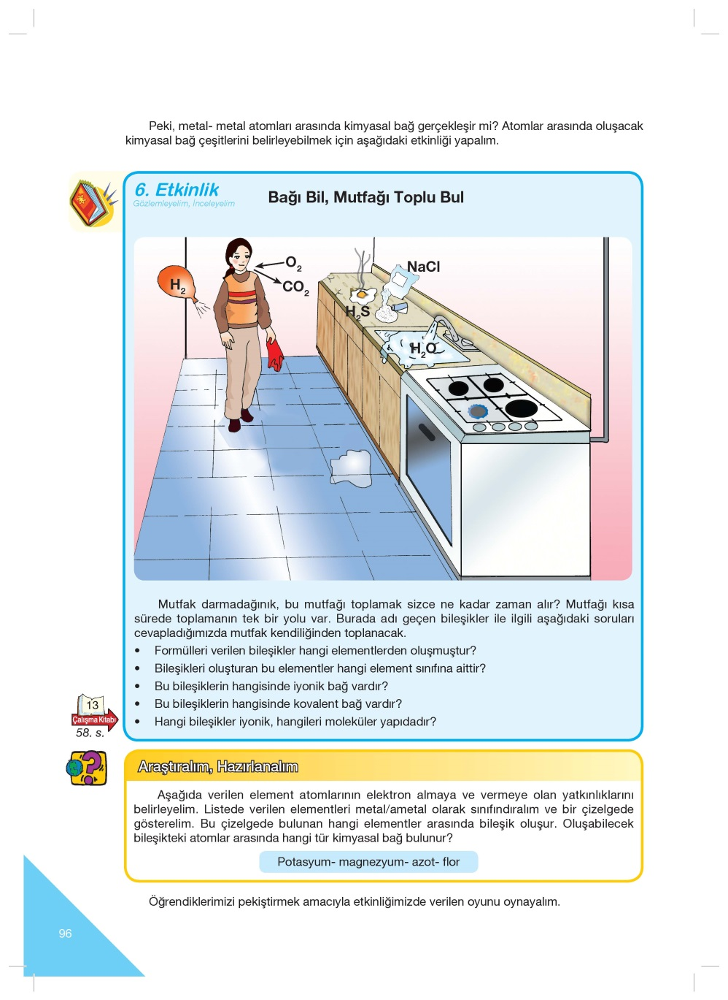 Peki, metal- metal atomları arasında kimyasal bağ gerçekleşir mi? Atomlar arasında oluşacak
kimyasal bağ çeşitlerini belirleyebilmek için aşağıdaki etkinliği yapalım.
6. Etkinlik
Gözlemleyelim, İnceleyelim
Bağı Bil, Mutfağı Toplu Bul
H2
O2
CO2
NaCl
H2S
H2O
Mutfak darmadağınık, bu mutfağı toplamak sizce ne kadar zaman alır? Mutfağı kısa
sürede toplamanın tek bir yolu var. Burada adı geçen bileşikler ile ilgili aşağıdaki soruları
cevapladığımızda mutfak kendiliğinden toplanacak.
• Formülleri verilen bileşikler hangi elementlerden oluşmuştur?
• Bileşikleri oluşturan bu elementler hangi element sınıfına aittir?
• Bu bileşiklerin hangisinde iyonik bağ vardır?
• Bu bileşiklerin hangisinde kovalent bağ vardır?
• Hangi bileşikler iyonik, hangileri moleküler yapıdadır?
13
Çalışma Kitabı
58. s.
Araştıralım, Hazırlanalım
Aşağıda verilen element atomlarının elektron almaya ve vermeye olan yatkınlıklarını
belirleyelim. Listede verilen elementleri metal/ametal olarak sınıfındıralım ve bir çizelgede
gösterelim. Bu çizelgede bulunan hangi elementler arasında bileşik oluşur. Oluşabilecek
bileşikteki atomlar arasında hangi tür kimyasal bağ bulunur?
Potasyum- magnezyum- azot- flor
Öğrendiklerimizi pekiştirmek amacıyla etkinliğimizde verilen oyunu oynayalım.
96